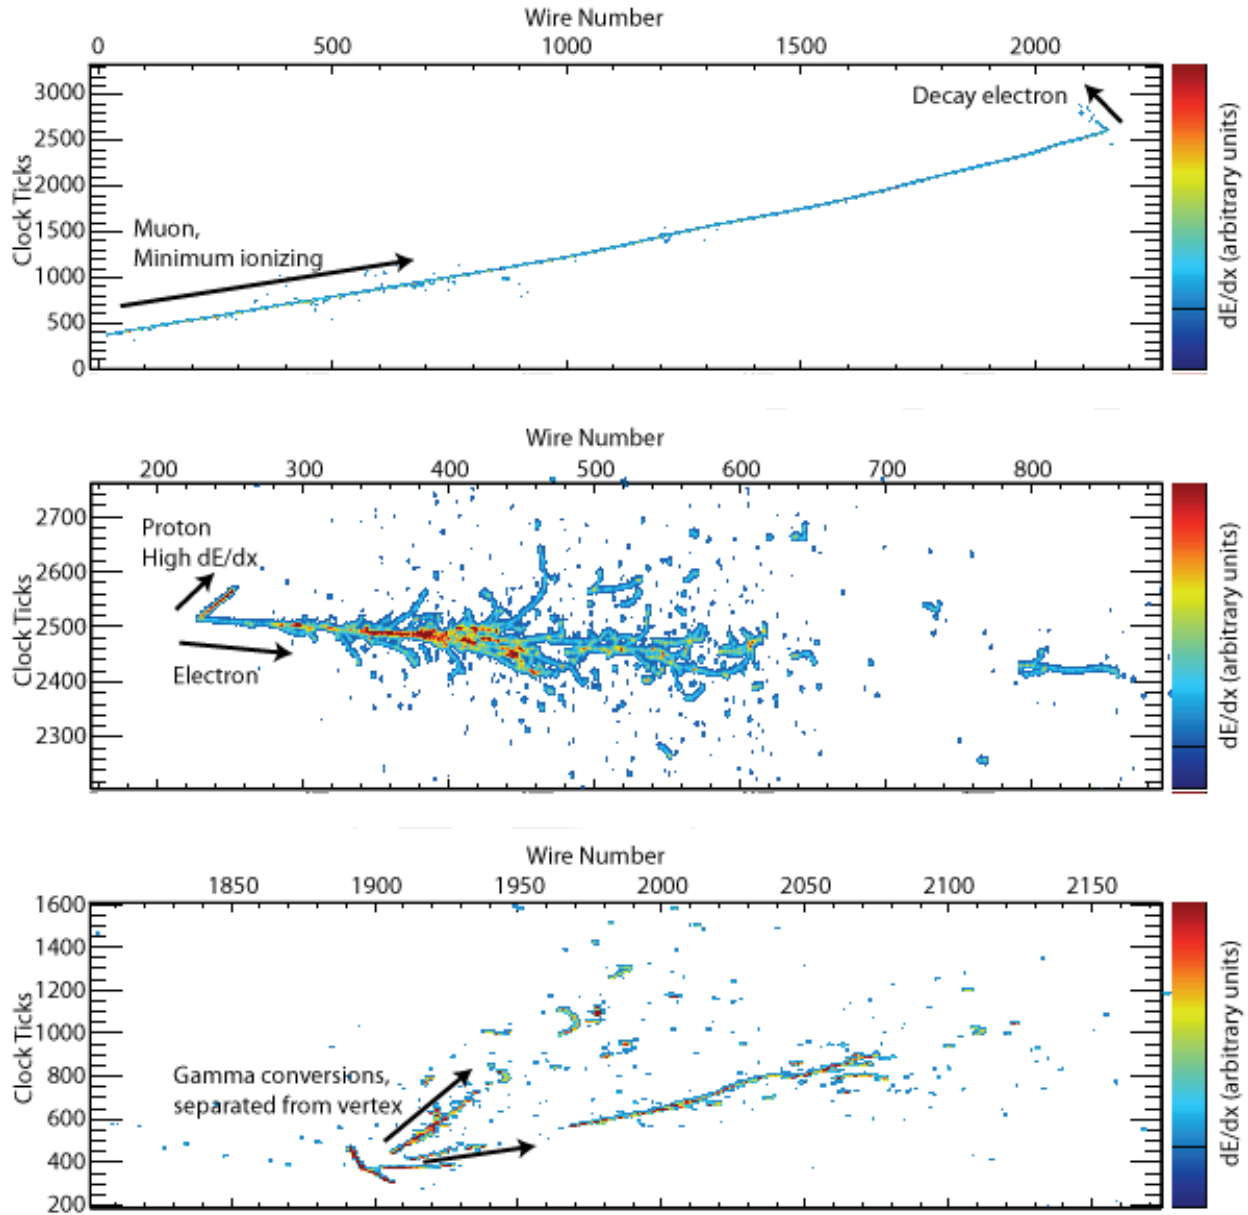 Wire Number
0 500 1000 1500 2000
3000
2500
2000
1500
1000
500
0
Clock Ticks
Decay electron
Muon,
Minimum ionizing
dE/dx (arbitrary units)
Wire Number
200 300 400 500 600 700 800
2700
2600
2500
2400
2300
Clock Ticks
Proton
High dE/dx
Electron
dE/dx (arbitrary units)
Wire Number
1850 1900 1950 2000 2050 2100 2150
1600
1400
1200
1000
800
600
400
200
Clock Ticks
Gamma conversions,
separated from vertex
dE/dx (arbitrary units)